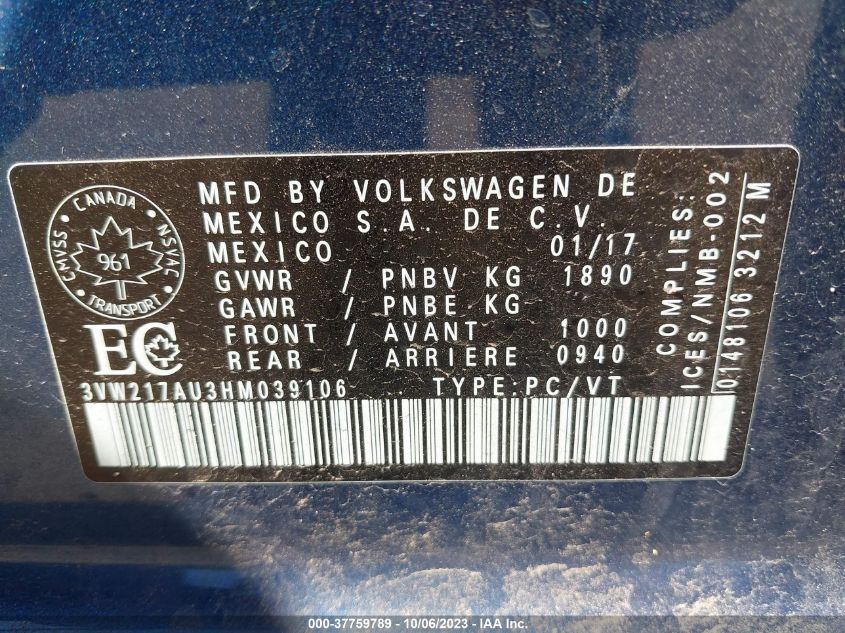 MFD BY VOLKSWAGEN DE
MEXICO S.A. DE C.V.
MEXICO 01/17
GVWR / PNBV KG 1890
GAWR / PNBE KG
FRONT / AVANT 1000
REAR / ARRIERE 0940
3VW217AU3HM039106 TYPE:PC/VT
CANADA
CMVSS
NSVAC
961
TRANSPORT
EC
COMPLIES:
ICES/NMB-002
0148106 3212 M
000-37759789 - 10/06/2023 - IAA Inc.